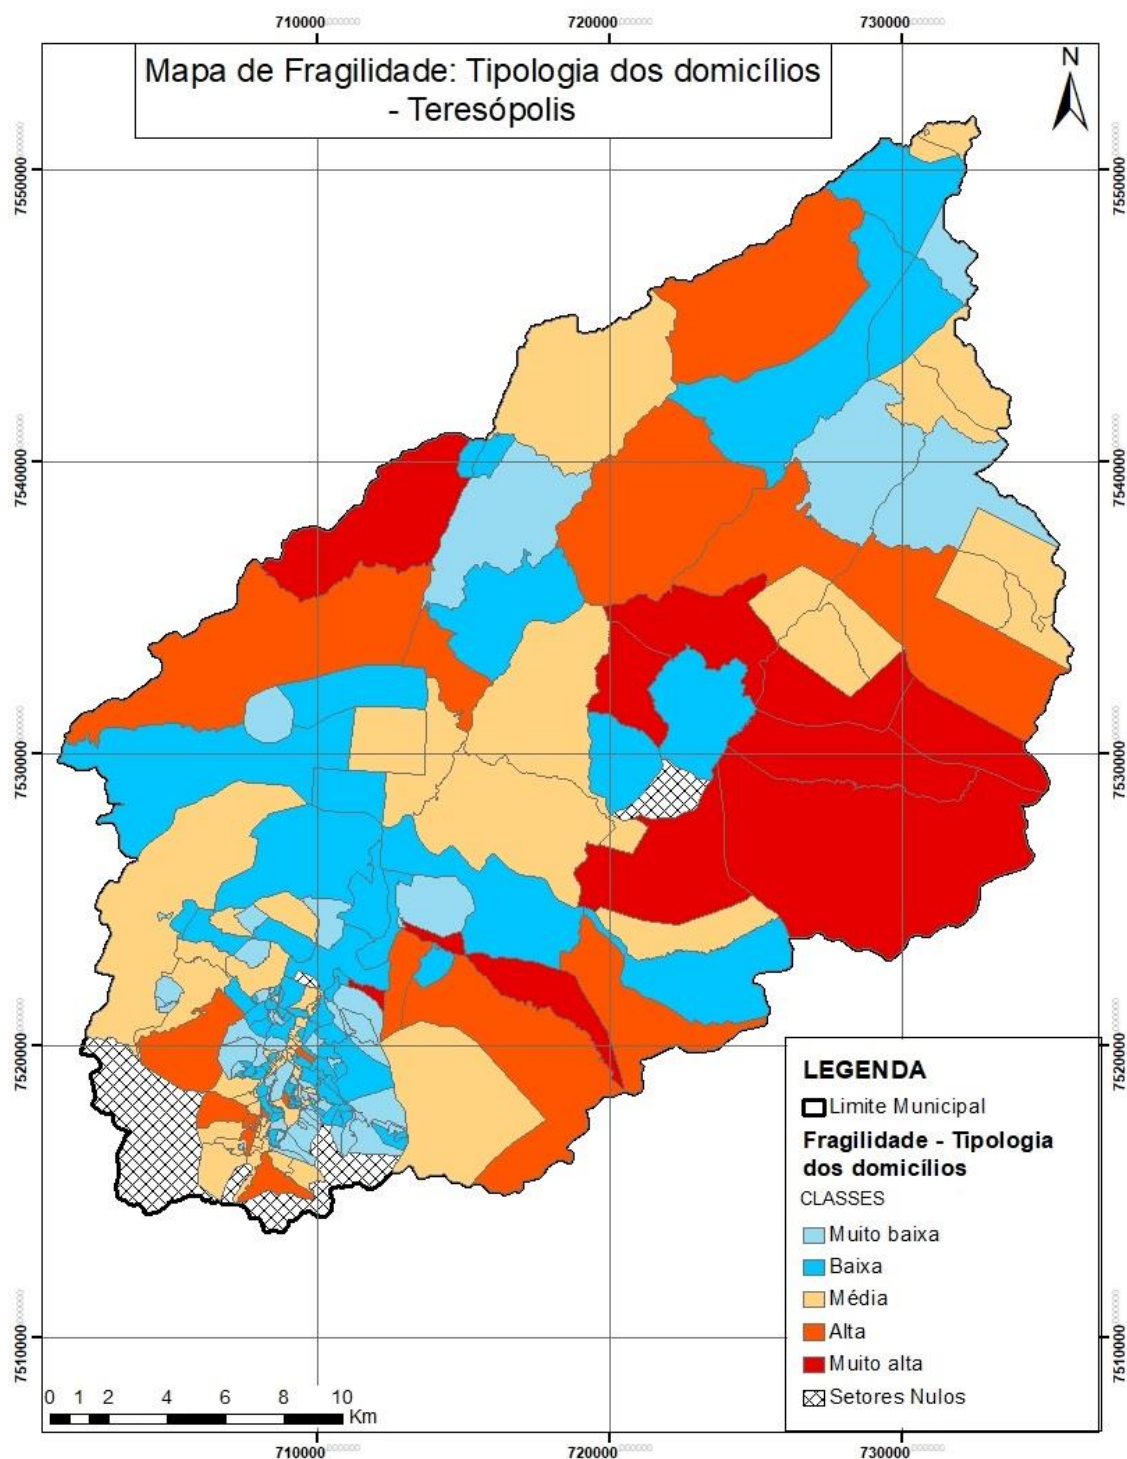 710000 720000 730000
Mapa de Fragilidade: Tipologia dos domicílios
- Teresópolis
N
7550000 7550000
7540000 7540000
7530000 7530000
7520000 7520000
7510000 7510000
LEGENDA
Limite Municipal
Fragilidade - Tipologia
dos domicílios
CLASSES
Muito baixa
Baixa
Média
Alta
Muito alta
Setores Nulos
0 1 2 4 6 8 10
Km
710000 720000 730000